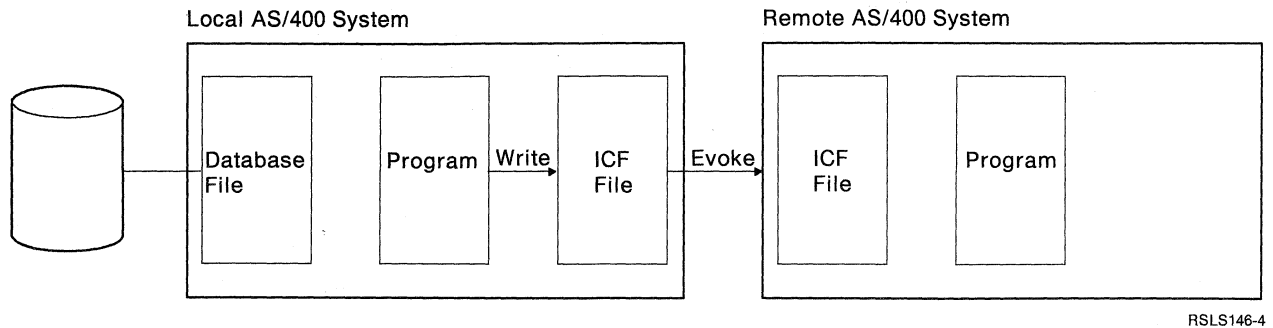 Local AS/400 System
Remote AS/400 System
Database
File
Program
Write
ICF
File
Evoke
ICF
File
Program
RSLS146-4